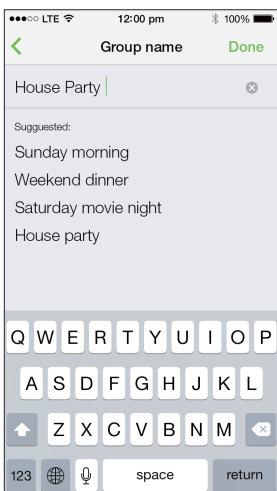 LTE 12:00 pm 100%
Group name Done
House Party
Sugguested:
Sunday morning
Weekend dinner
Saturday movie night
House party
Q W E R T Y U I O P
A S D F G H J K L
Z X C V B N M
123 space return